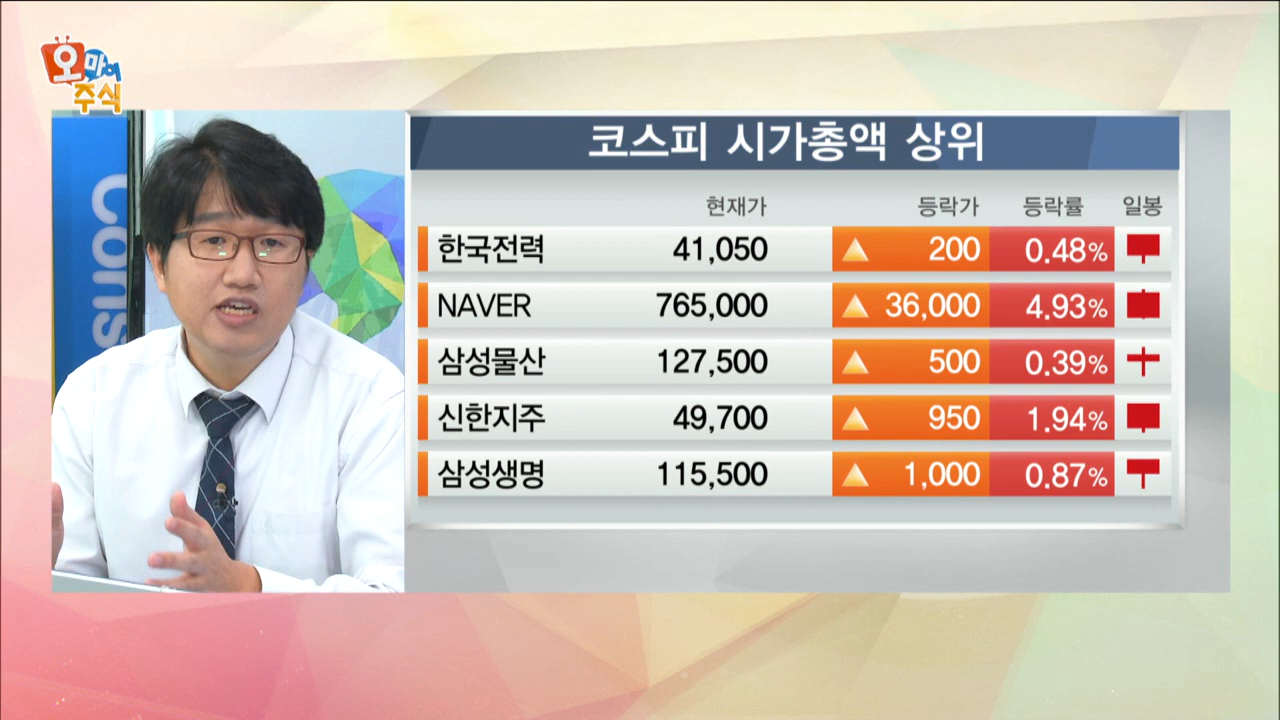 오마이
주식
Cons
코스피 시가총액 상위
현재가 등락가 등락률 일봉
한국전력 41,050 ▲ 200 0.48%
NAVER 765,000 ▲ 36,000 4.93%
삼성물산 127,500 ▲ 500 0.39%
신한지주 49,700 ▲ 950 1.94%
삼성생명 115,500 ▲ 1,000 0.87%